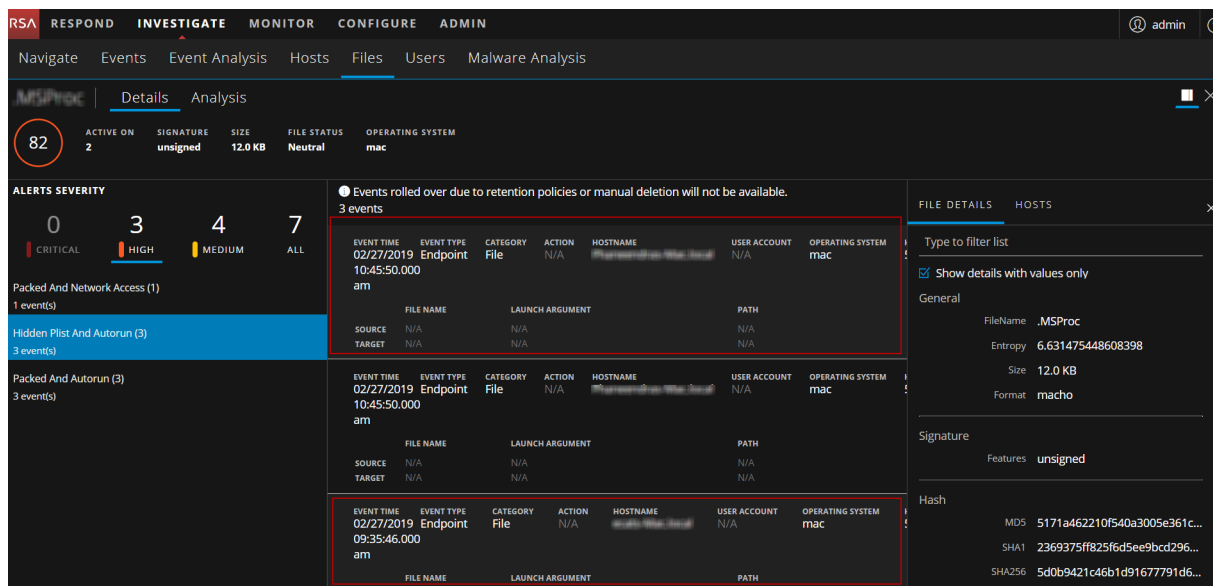 RSA RESPOND INVESTIGATE MONITOR CONFIGURE ADMIN admin
Navigate Events Event Analysis Hosts Files Users Malware Analysis
.MSProc Details Analysis
82
ACTIVE ON SIGNATURE SIZE FILE STATUS OPERATING SYSTEM
2 unsigned 12.0 KB Neutral mac
ALERTS SEVERITY
0 3 4 7
CRITICAL HIGH MEDIUM ALL
Packed And Network Access (1)
1 event(s)
Hidden Plist And Autorun (3)
3 event(s)
Packed And Autorun (3)
3 event(s)
Events rolled over due to retention policies or manual deletion will not be available.
3 events
EVENT TIME EVENT TYPE CATEGORY ACTION HOSTNAME USER ACCOUNT OPERATING SYSTEM
02/27/2019 Endpoint File N/A N/A mac
10:45:50.000
am
FILE NAME LAUNCH ARGUMENT PATH
SOURCE N/A N/A N/A
TARGET N/A N/A N/A
EVENT TIME EVENT TYPE CATEGORY ACTION HOSTNAME USER ACCOUNT OPERATING SYSTEM
02/27/2019 Endpoint File N/A N/A mac
10:45:50.000
am
FILE NAME LAUNCH ARGUMENT PATH
SOURCE N/A N/A N/A
TARGET N/A N/A N/A
EVENT TIME EVENT TYPE CATEGORY ACTION HOSTNAME USER ACCOUNT OPERATING SYSTEM
02/27/2019 Endpoint File N/A N/A mac
09:35:46.000
am
FILE NAME LAUNCH ARGUMENT PATH
FILE DETAILS HOSTS
Type to filter list
Show details with values only
General
FileName .MSProc
Entropy 6.631475448608398
Size 12.0 KB
Format macho
Signature
Features unsigned
Hash
MD5 5171a462210f540a3005e361c...
SHA1 2369375ff825f6d5ee9bcd296...
SHA256 5d0b9421c46b1d91677791d6...